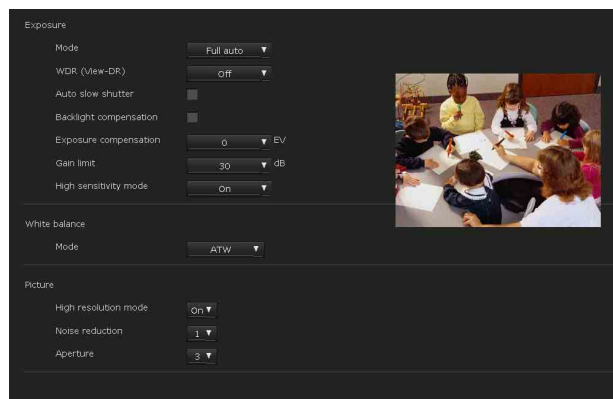 Exposure
Mode Full auto
WDR (View-DR) Off
Auto slow shutter
Backlight compensation
Exposure compensation 0 EV
Gain limit 30 dB
High sensitivity mode On
White balance
Mode ATW
Picture
High resolution mode On
Noise reduction 1
Aperture 3